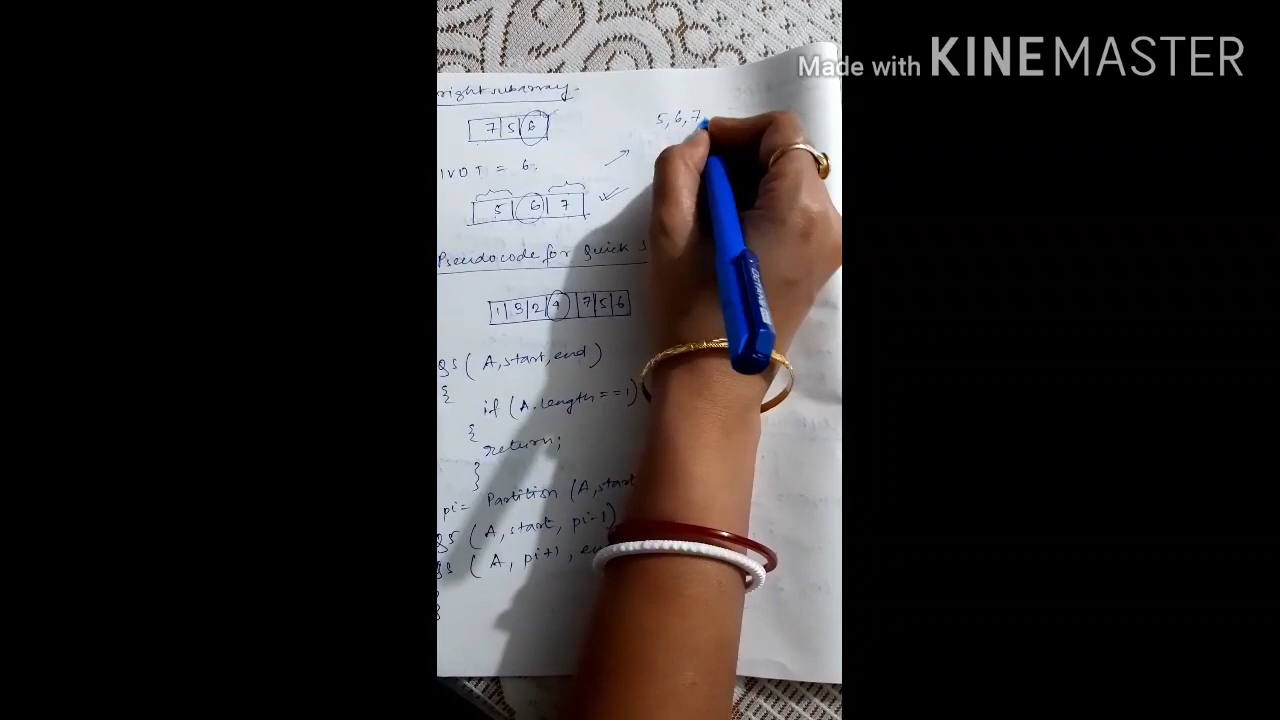 Made with KINEMASTER
right subarray.
7 5 6
5, 6, 7
IVOT = 6.
5 6 7
Pseudocode for Quick S
1 3 2 4 7 5 6
qs ( A, start, end )
{
if ( A. length == 1 )
{
return;
}
pi = Partition ( A, start
qs ( A, start, pi-1 )
qs ( A, pi+1, en
}